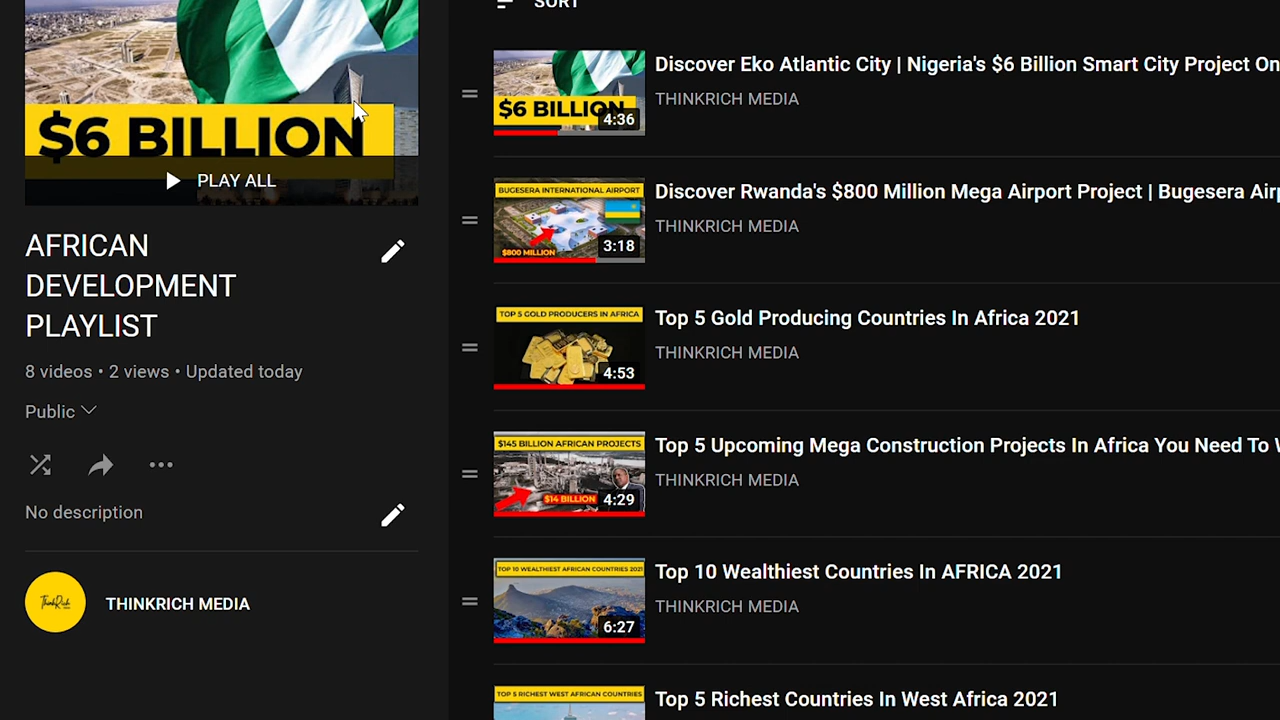 SORT
$6 BILLION
PLAY ALL
AFRICAN
DEVELOPMENT
PLAYLIST
8 videos • 2 views • Updated today
Public
No description
ThinkRich
THINKRICH MEDIA
$6 BILLION
4:36
Discover Eko Atlantic City | Nigeria's $6 Billion Smart City Project On
THINKRICH MEDIA
BUGESERA INTERNATIONAL AIRPORT
$800 MILLION
3:18
Discover Rwanda's $800 Million Mega Airport Project | Bugesera Air
THINKRICH MEDIA
TOP 5 GOLD PRODUCERS IN AFRICA
4:53
Top 5 Gold Producing Countries In Africa 2021
THINKRICH MEDIA
$145 BILLION AFRICAN PROJECTS
$14 BILLION
4:29
Top 5 Upcoming Mega Construction Projects In Africa You Need To
THINKRICH MEDIA
TOP 10 WEALTHIEST AFRICAN COUNTRIES 2021
6:27
Top 10 Wealthiest Countries In AFRICA 2021
THINKRICH MEDIA
TOP 5 RICHEST WEST AFRICAN COUNTRIES
Top 5 Richest Countries In West Africa 2021